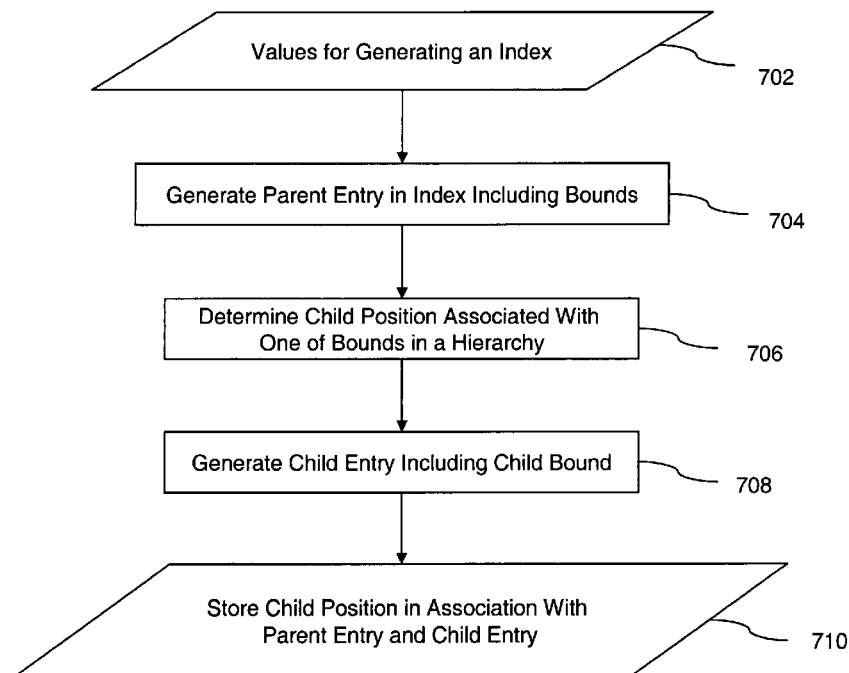 Values for Generating an Index
702
Generate Parent Entry in Index Including Bounds
704
Determine Child Position Associated With
One of Bounds in a Hierarchy
706
Generate Child Entry Including Child Bound
708
Store Child Position in Association With
Parent Entry and Child Entry
710